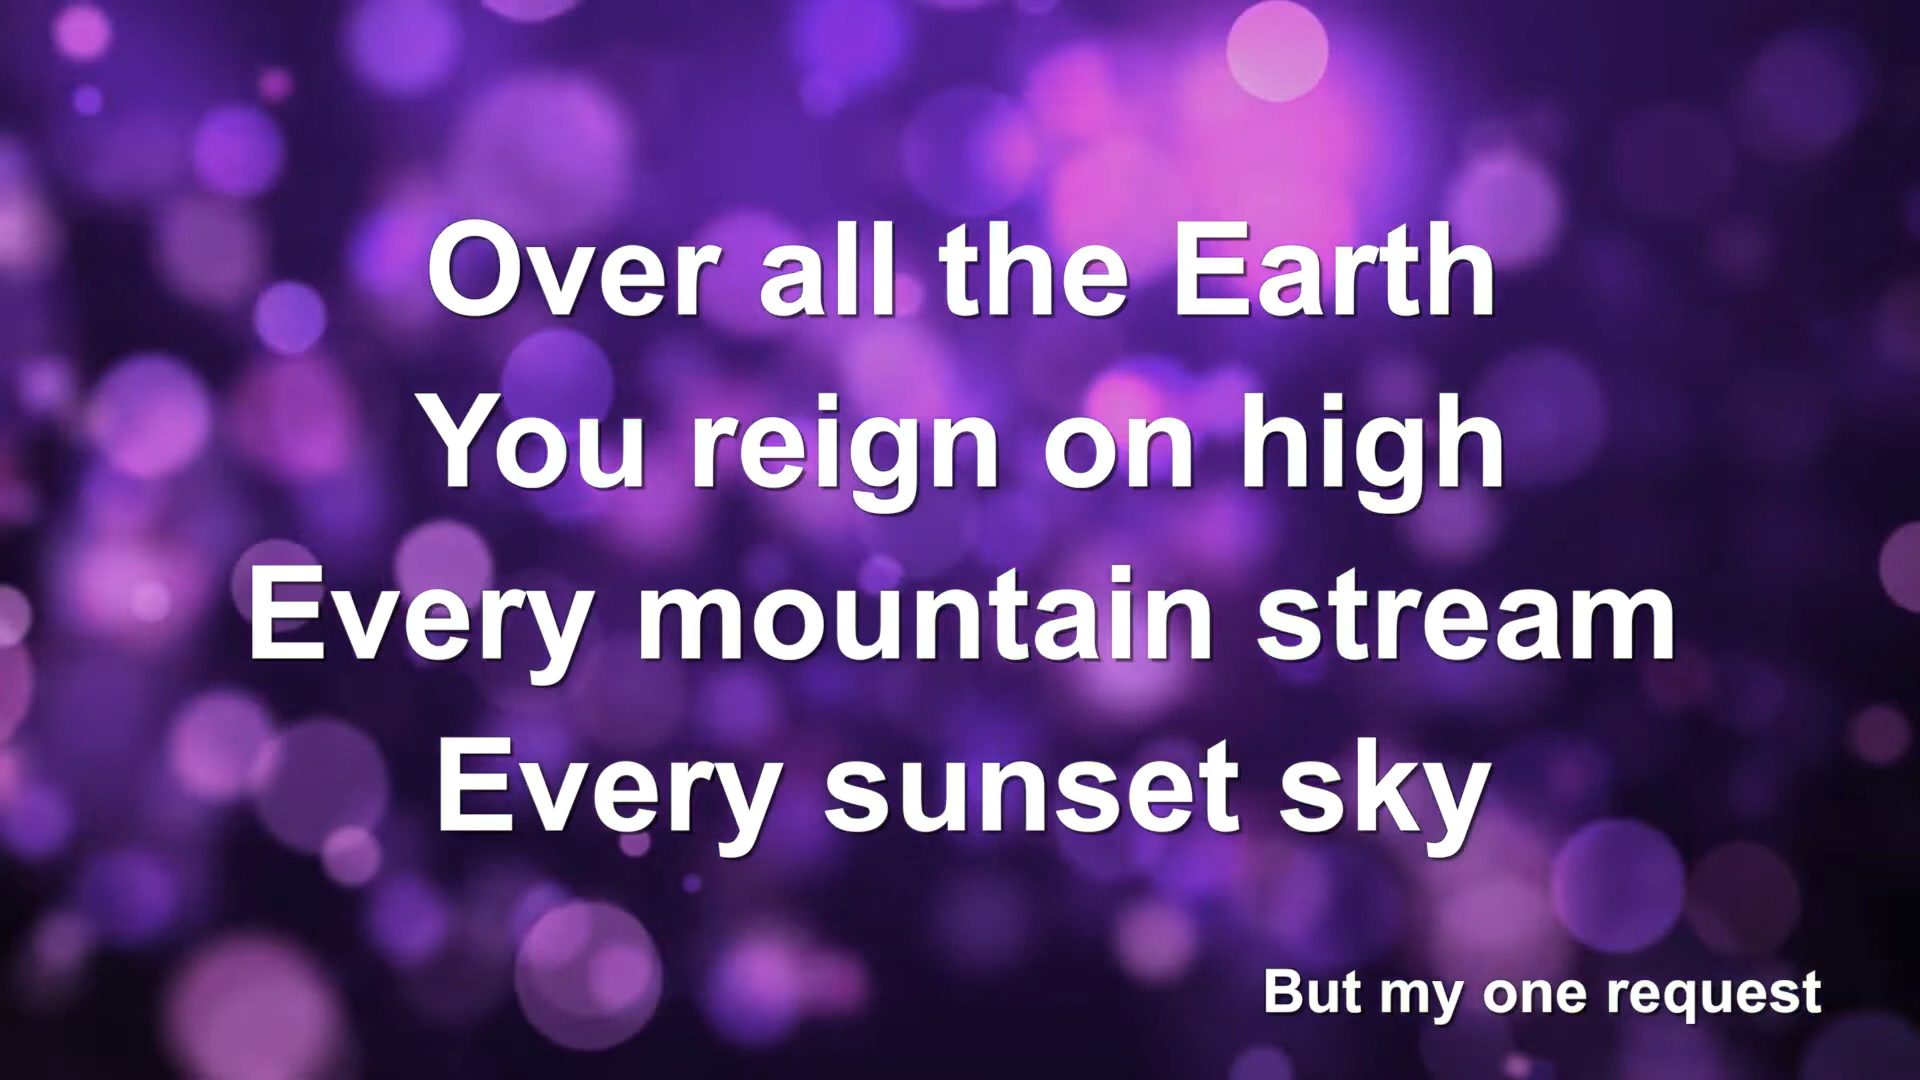 Over all the Earth
You reign on high
Every mountain stream
Every sunset sky
But my one request